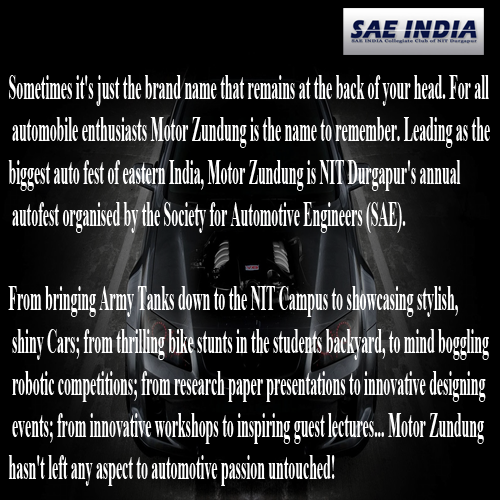 SAE INDIA
SAE INDIA Collegiate Club of NIT Durgapur
Sometimes it's just the brand name that remains at the back of your head. For all
automobile enthusiasts Motor Zundung is the name to remember. Leading as the
biggest auto fest of eastern India, Motor Zundung is NIT Durgapur's annual
autofest organised by the Society for Automotive Engineers (SAE).
From bringing Army Tanks down to the NIT Campus to showcasing stylish,
shiny Cars; from thrilling bike stunts in the students backyard, to mind boggling
robotic competitions; from research paper presentations to innovative designing
events; from innovative workshops to inspiring guest lectures... Motor Zundung
hasn't left any aspect to automotive passion untouched!